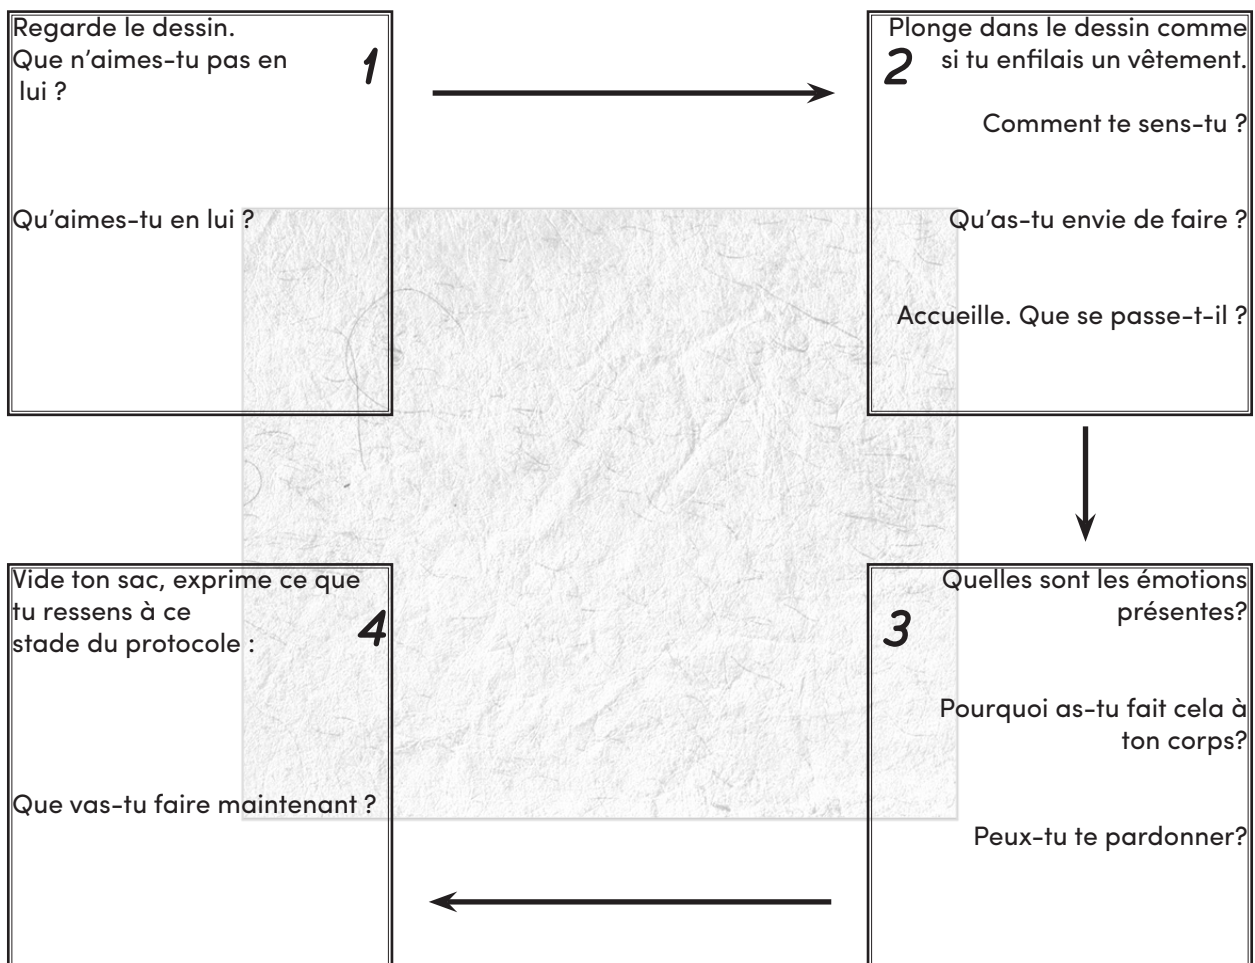 Regarde le dessin.
Que n’aimes-tu pas en
lui ?
1
Qu’aimes-tu en lui ?
Plonge dans le dessin comme
si tu enfilais un vêtement.
2
Comment te sens-tu ?
Qu’as-tu envie de faire ?
Accueille. Que se passe-t-il ?
Quelles sont les émotions
présentes?
3
Pourquoi as-tu fait cela à
ton corps?
Peux-tu te pardonner?
Vide ton sac, exprime ce que
tu ressens à ce
stade du protocole :
4
Que vas-tu faire maintenant ?